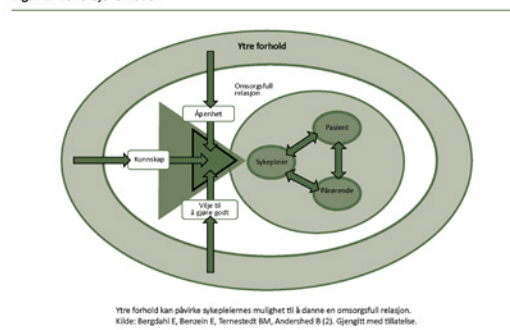 Ytre forhold
Omsorgsfull
relasjon
Åpenhet
Pasient
Kunnskap
Sykepleier
Pårørende
Vilje til
å gjøre godt
Ytre forhold kan påvirke sykepleiernes mulighet til å danne en omsorgsfull relasjon.
Kilde: Bergdahl E, Benzein E, Ternestedt BM, Andershed B (2). Gjengitt med tillatelse.